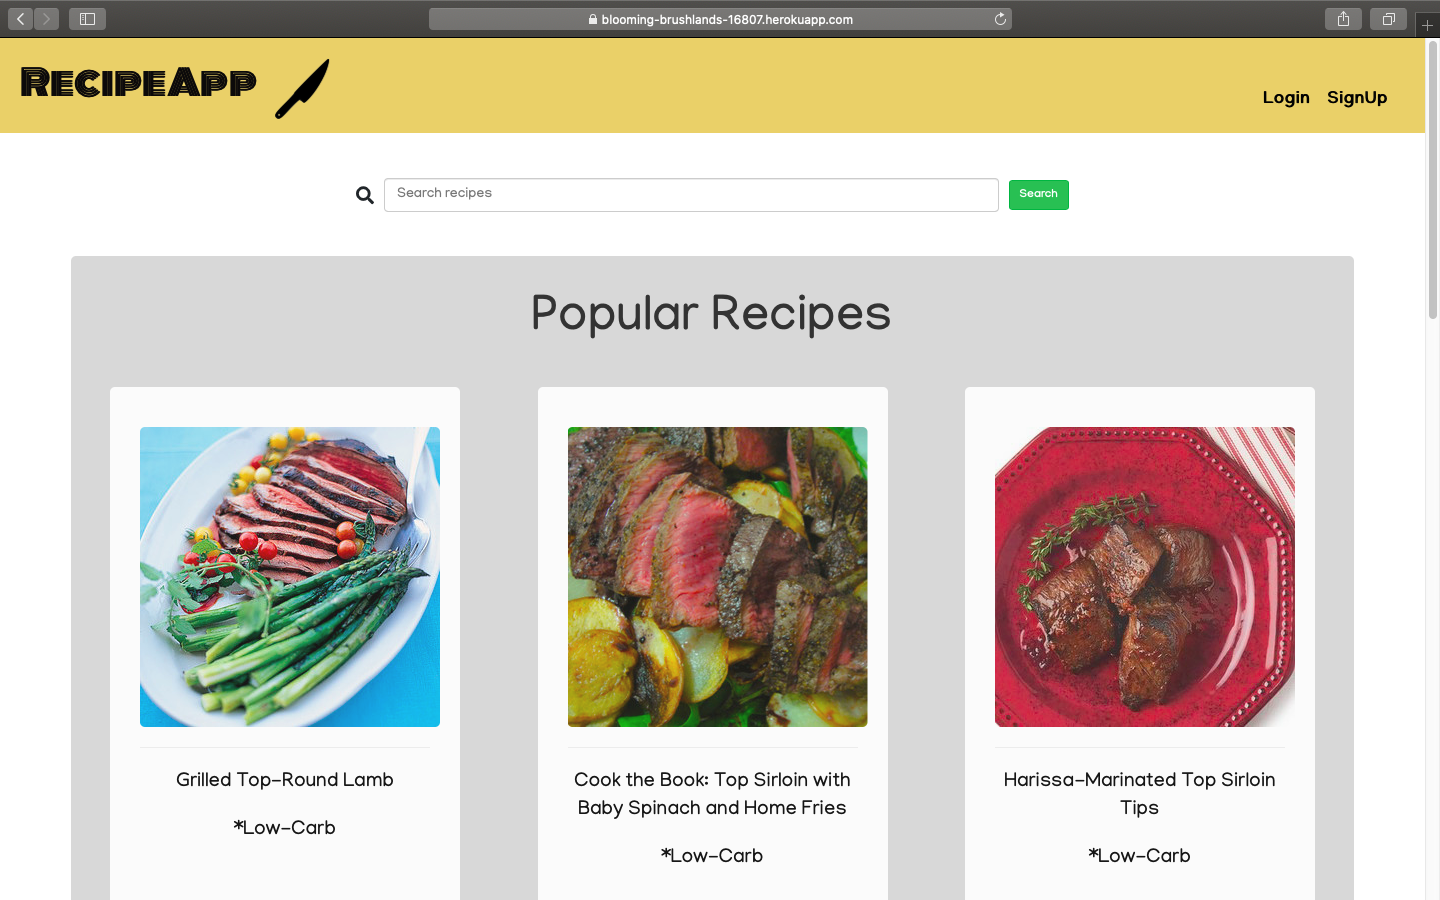 blooming-brushlands-16807.herokuapp.com
RECIPEAPP
Login SignUp
Search recipes
Search
Popular Recipes
Grilled Top-Round Lamb
*Low-Carb
Cook the Book: Top Sirloin with
Baby Spinach and Home Fries
*Low-Carb
Harissa-Marinated Top Sirloin
Tips
*Low-Carb